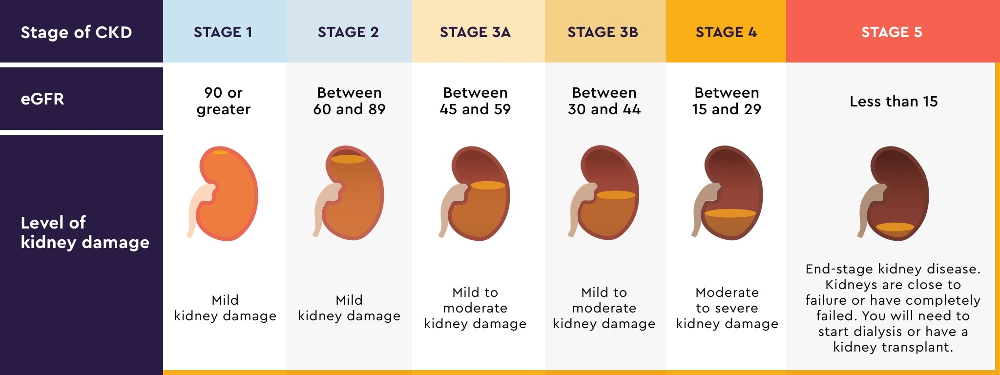 Stage of CKD
STAGE 1
STAGE 2
STAGE 3A
STAGE 3B
STAGE 4
STAGE 5
eGFR
90 or
greater
Between
60 and 89
Between
45 and 59
Between
30 and 44
Between
15 and 29
Less than 15
Level of
kidney damage
Mild
kidney damage
Mild
kidney damage
Mild to
moderate
kidney damage
Mild to
moderate
kidney damage
Moderate
to severe
kidney damage
End-stage kidney disease.
Kidneys are close to
failure or have completely
failed. You will need to
start dialysis or have a
kidney transplant.